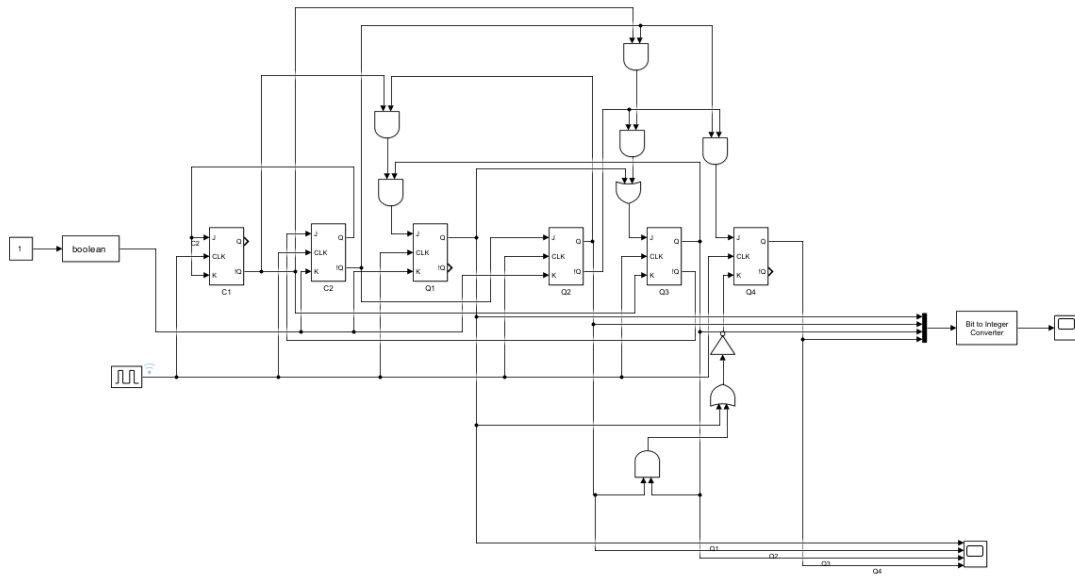 1
boolean
C2
J
CLK
K
Q
!Q
C1
J
CLK
K
Q
!Q
C2
J
CLK
K
Q
!Q
Q1
J
CLK
K
Q
!Q
Q2
J
CLK
K
Q
!Q
Q3
J
CLK
K
Q
!Q
Q4
Bit to Integer
Converter
Q1
Q2
Q3
Q4